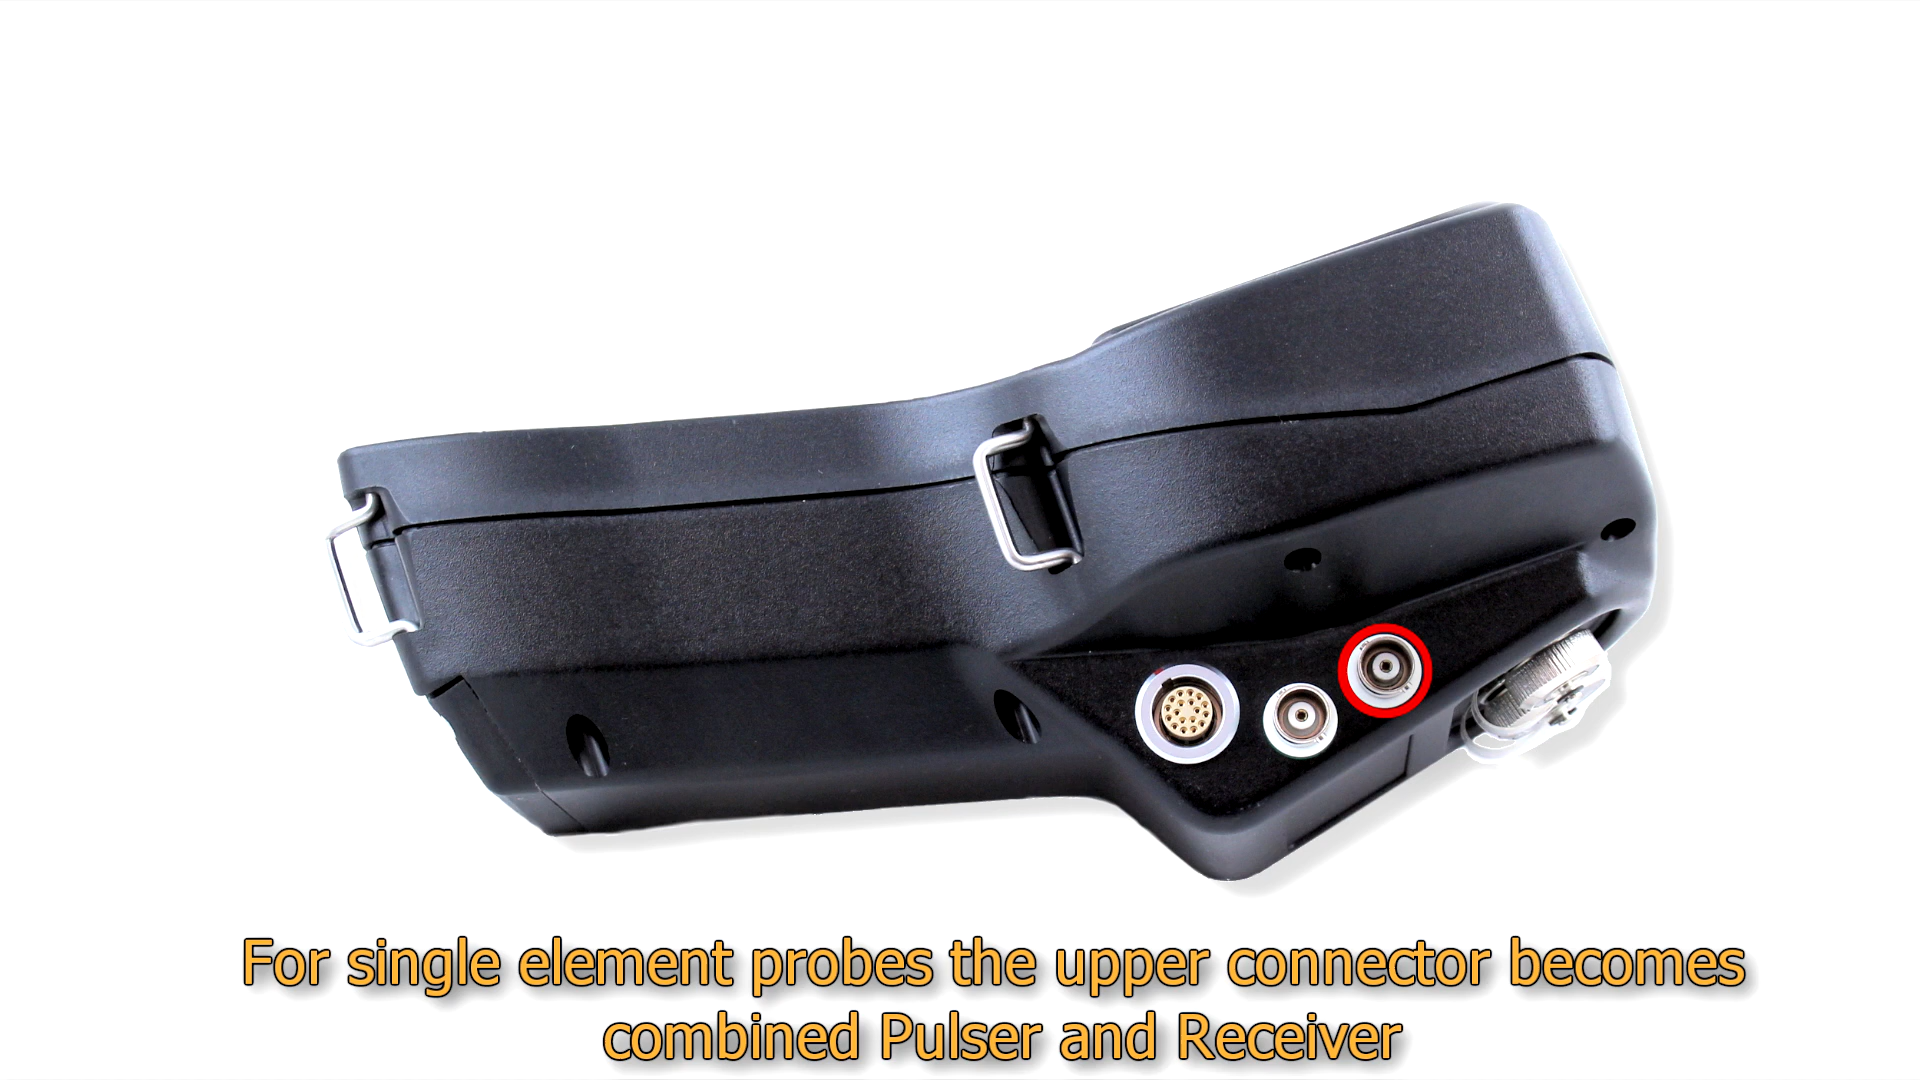 For single element probes the upper connector becomes
combined Pulser and Receiver